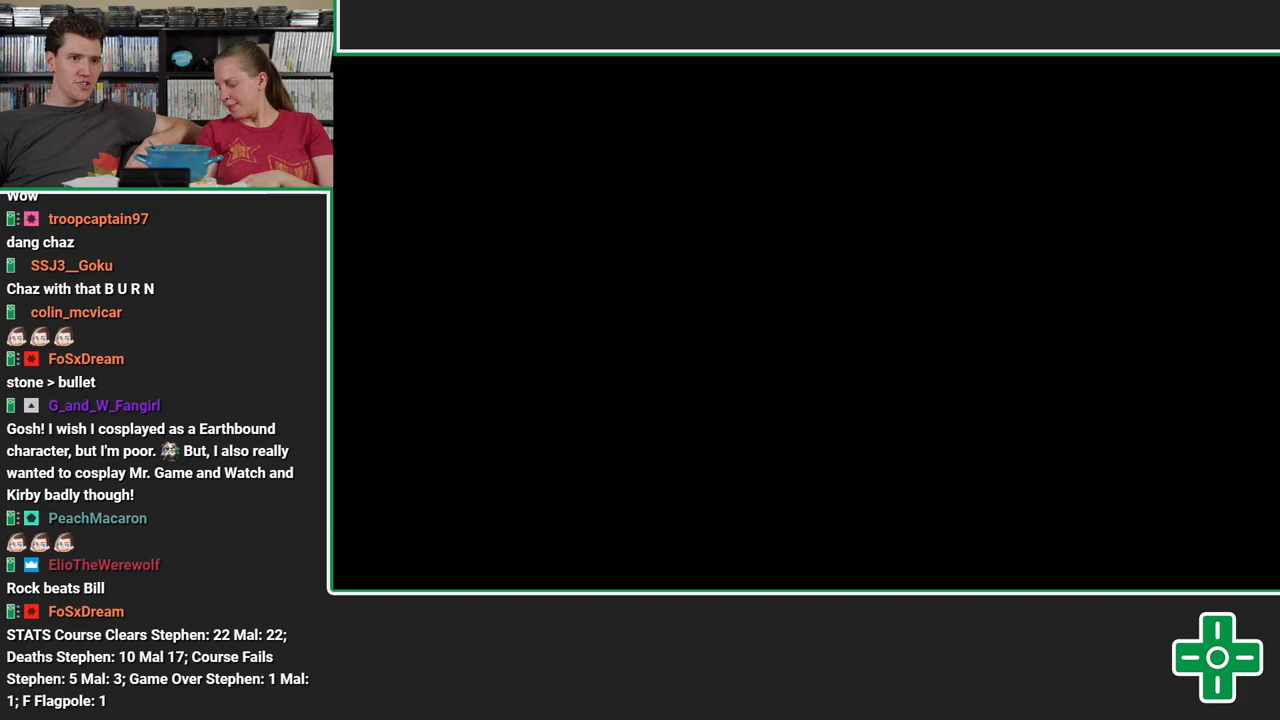 Wow
troopcaptain97
dang chaz
SSJ3__Goku
Chaz with that B U R N
colin_mcvicar
FoSxDream
stone > bullet
G_and_W_Fangirl
Gosh! I wish I cosplayed as a Earthbound
character, but I'm poor. But, I also really
wanted to cosplay Mr. Game and Watch and
Kirby badly though!
PeachMacaron
ElioTheWerewolf
Rock beats Bill
FoSxDream
STATS Course Clears Stephen: 22 Mal: 22;
Deaths Stephen: 10 Mal 17; Course Fails
Stephen: 5 Mal: 3; Game Over Stephen: 1 Mal:
1; F Flagpole: 1